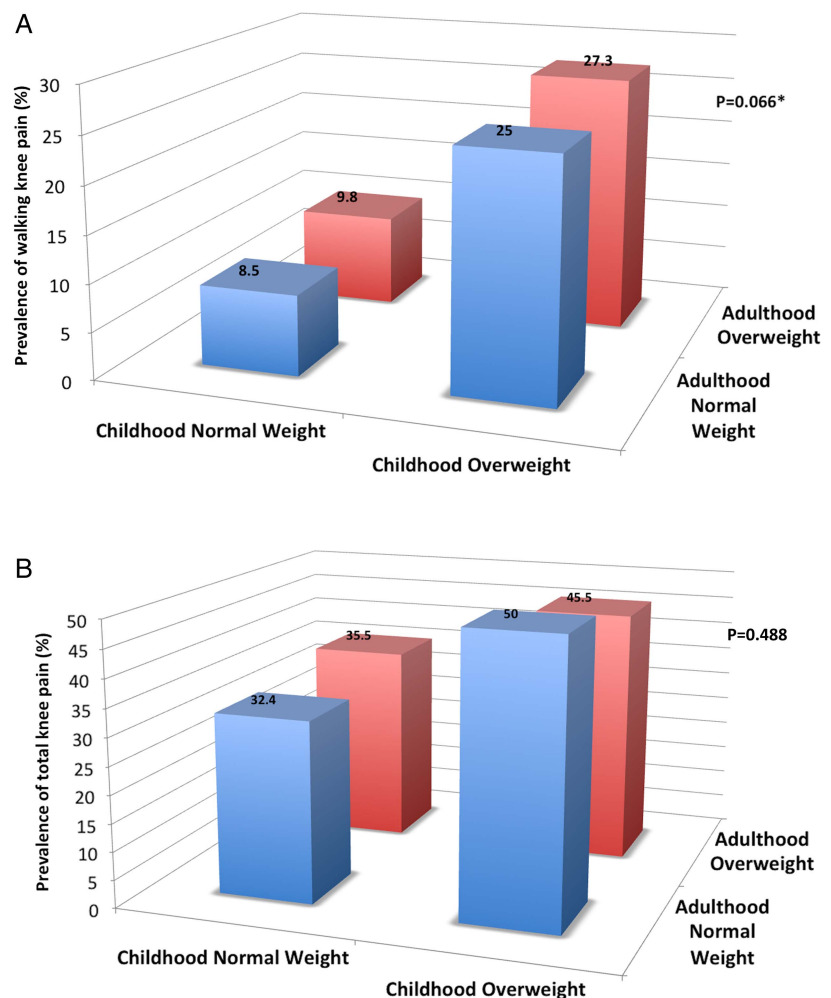 A
Prevalence of walking knee pain (%)
30
25
20
15
10
5
0
8.5
9.8
25
27.3
P=0.066*
Adulthood
Overweight
Adulthood
Normal
Weight
Childhood Normal Weight
Childhood Overweight
B
Prevalence of total knee pain (%)
50
45
40
35
30
25
20
15
10
5
0
32.4
35.5
50
45.5
P=0.488
Adulthood
Overweight
Adulthood
Normal
Weight
Childhood Normal Weight
Childhood Overweight